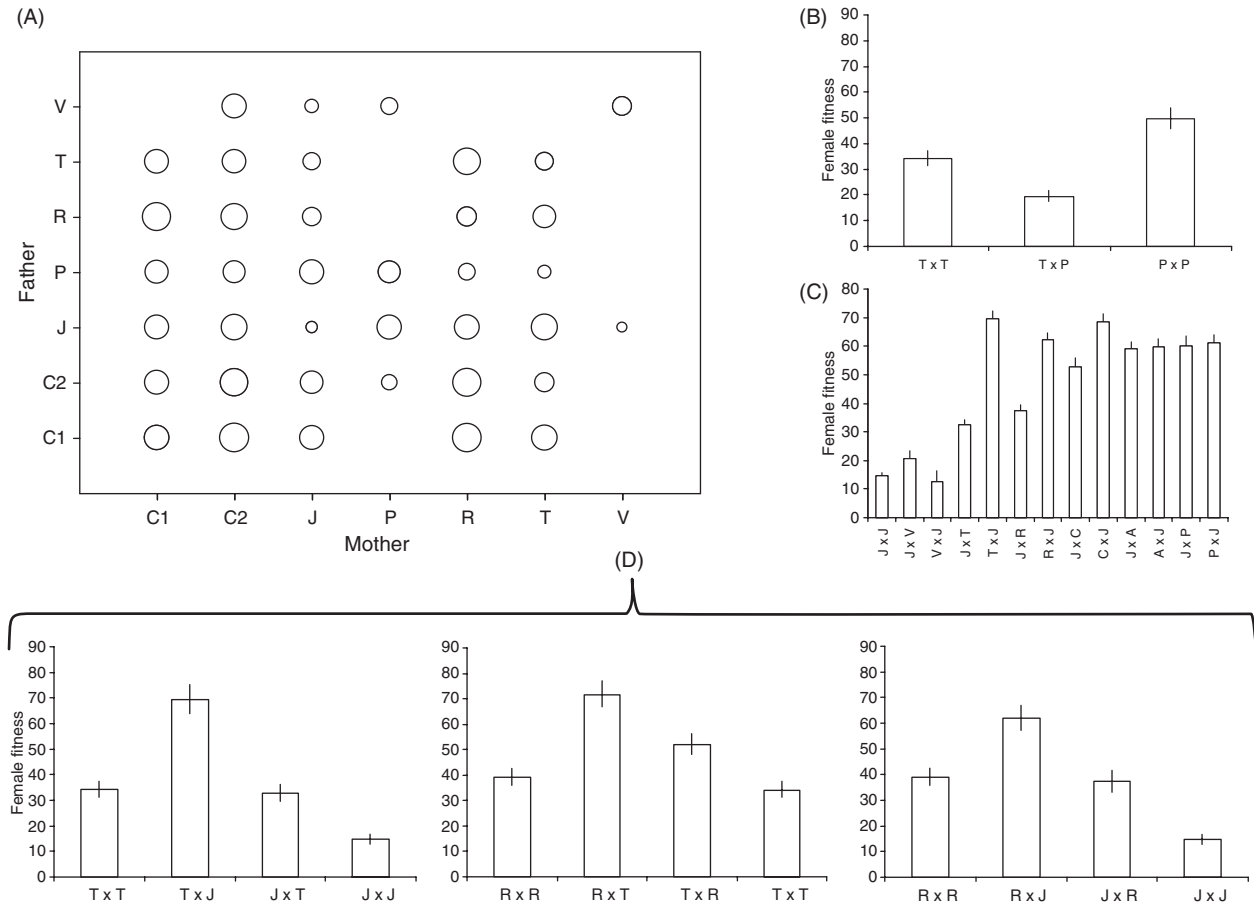 (A)
Father
V
T
R
P
J
C2
C1
C1 C2 J P R T V
Mother
(B)
Female fitness
90
80
70
60
50
40
30
20
10
0
T x T T x P P x P
(C)
Female fitness
80
70
60
50
40
30
20
10
0
J x J
J x V
V x J
J x T
T x J
J x R
R x J
J x C
C x J
J x A
A x J
J x P
P x J
(D)
Female fitness
90
80
70
60
50
40
30
20
10
0
T x T T x J J x T J x J
90
80
70
60
50
40
30
20
10
0
R x R R x T T x R T x T
90
80
70
60
50
40
30
20
10
0
R x R R x J J x R J x J